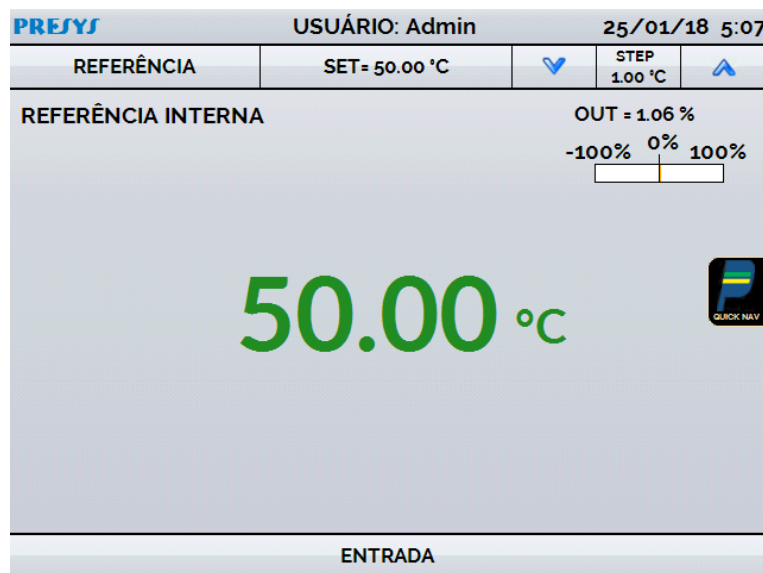 PRESYS USUÁRIO: Admin 25/01/18 5:07
REFERÊNCIA SET= 50.00 °C STEP
1.00 °C
REFERÊNCIA INTERNA OUT = 1.06 %
-100% 0% 100%
50.00 °C
QUICK NAV
ENTRADA